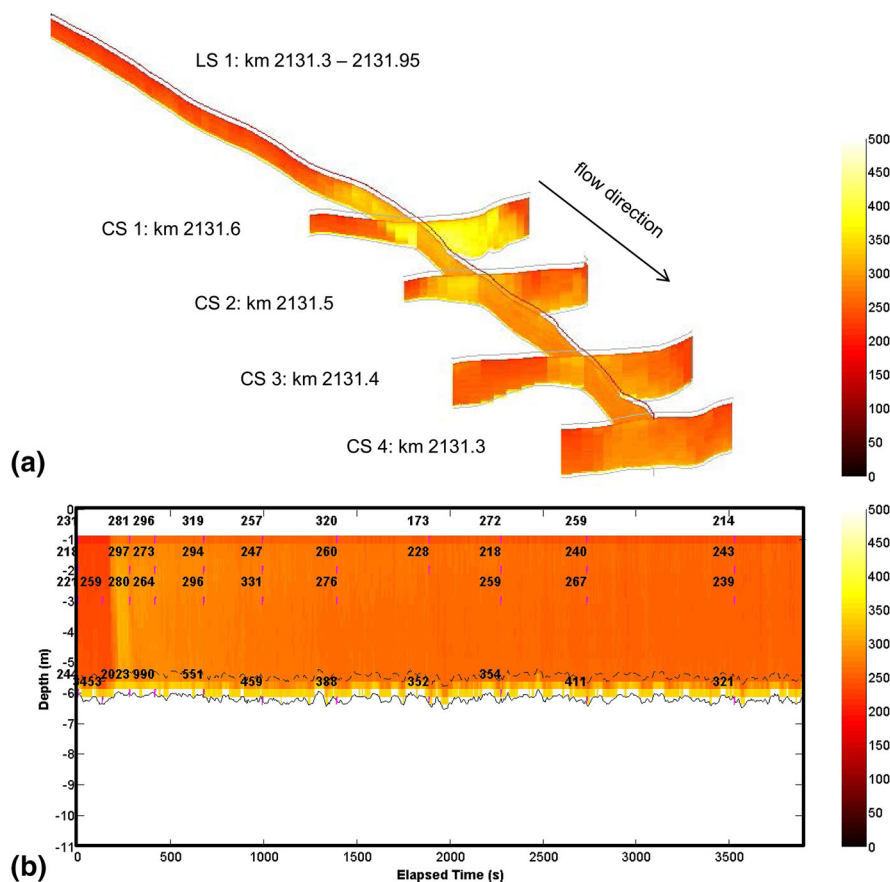 (a)
LS 1: km 2131.3 – 2131.95
CS 1: km 2131.6
CS 2: km 2131.5
CS 3: km 2131.4
CS 4: km 2131.3
flow direction
500
450
400
350
300
250
200
150
100
50
0
(b)
Depth (m)
0
-1
-2
-3
-4
-5
-6
-7
-8
-9
-10
-11
281 296 319 257 320 173 272 259 214
218 297 273 294 247 260 228 218 240 243
221 259 280 264 296 331 276 259 267 239
3453 2023 990 551 459 388 352 354 411 321
0 500 1000 1500 2000 2500 3000 3500
Elapsed Time (s)
500
450
400
350
300
250
200
150
100
50
0